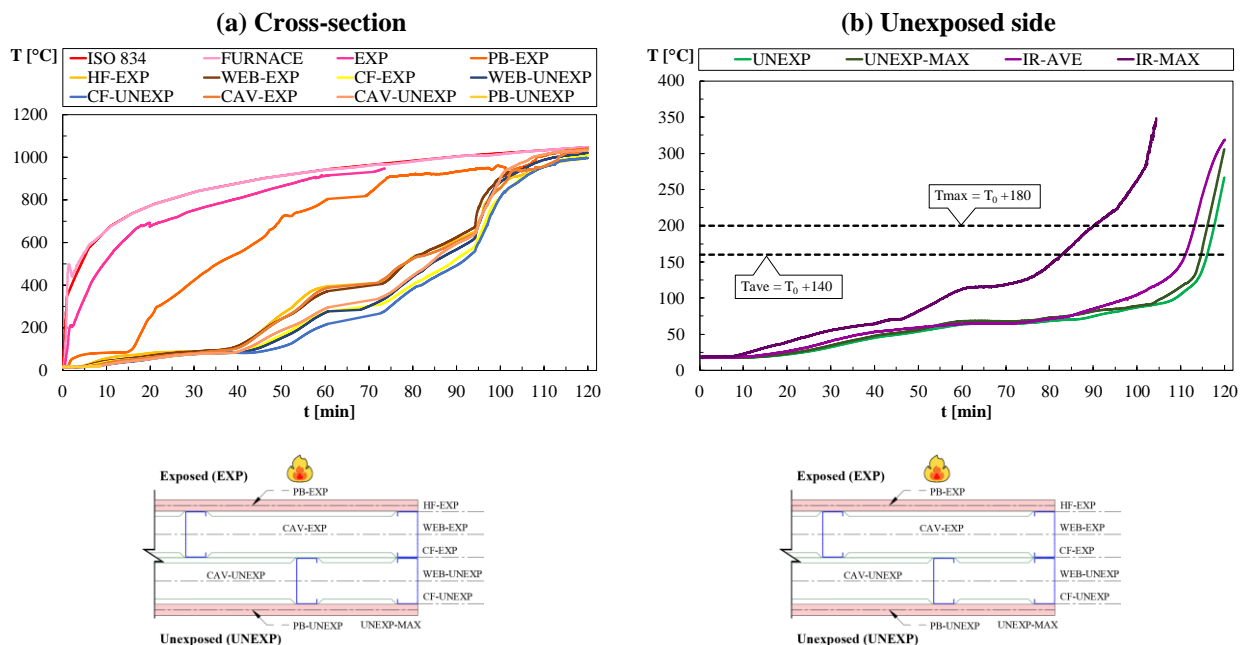 (a) Cross-section
T [°C]
ISO 834 FURNACE EXP PB-EXP
HF-EXP WEB-EXP CF-EXP WEB-UNEXP
CF-UNEXP CAV-EXP CAV-UNEXP PB-UNEXP
1200
1000
800
600
400
200
0
0 10 20 30 40 50 60 70 80 90 100 110 120
t [min]
(b) Unexposed side
T [°C]
UNEXP UNEXP-MAX IR-AVE IR-MAX
400
350
300
250
200
150
100
50
0
Tmax = T0 +180
Tave = T0 +140
0 10 20 30 40 50 60 70 80 90 100 110 120
t [min]
Exposed (EXP)
PB-EXP
HF-EXP
CAV-EXP
WEB-EXP
CF-EXP
CAV-UNEXP
WEB-UNEXP
CF-UNEXP
PB-UNEXP
UNEXP-MAX
Unexposed (UNEXP)
Exposed (EXP)
PB-EXP
HF-EXP
CAV-EXP
WEB-EXP
CF-EXP
CAV-UNEXP
WEB-UNEXP
CF-UNEXP
PB-UNEXP
UNEXP-MAX
Unexposed (UNEXP)